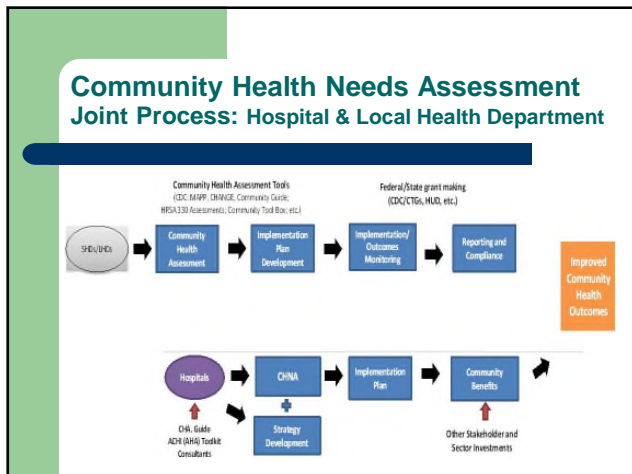 Community Health Needs Assessment
Joint Process: Hospital & Local Health Department
Community Health Assessment Tools
(CDC: MAPP, CHANGE, Community Guide;
HRSA 330 Assessments; Community Tool Box; etc.)
Federal/State grant making
(CDC/CTGs, HUD, etc.)
SHDs/LHDs
Community
Health
Assessment
Implementation
Plan
Development
Implementation/
Outcomes
Monitoring
Reporting and
Compliance
Improved
Community
Health
Outcomes
Hospitals
CHNA
Implementation
Plan
Community
Benefits
CHA, Guide
ACHI (AHA) Toolkit
Consultants
Strategy
Development
Other Stakeholder and
Sector Investments